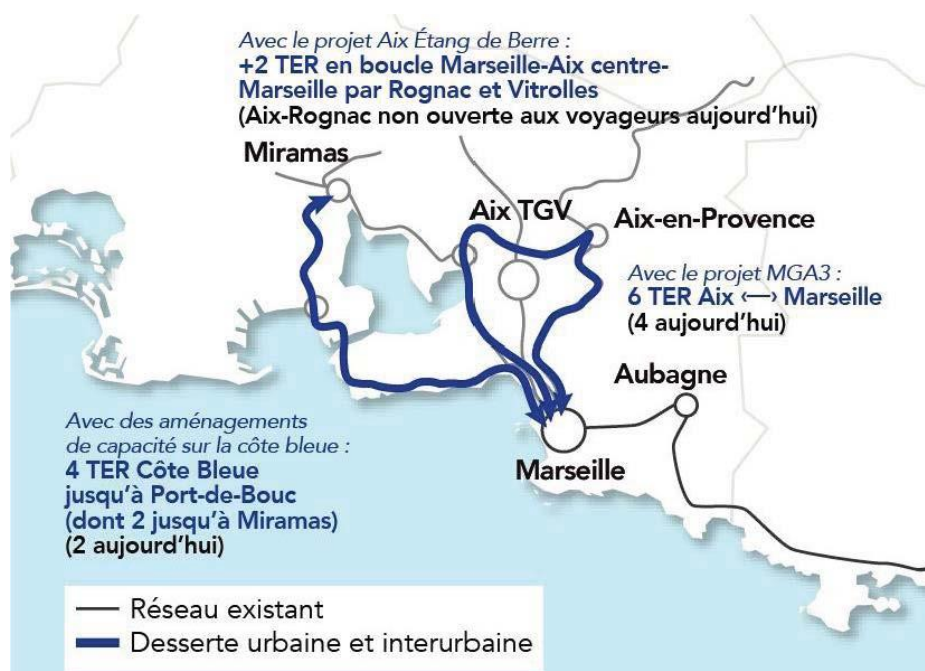 Avec le projet Aix Étang de Berre :
+2 TER en boucle Marseille-Aix centre-
Marseille par Rognac et Vitrolles
(Aix-Rognac non ouverte aux voyageurs aujourd’hui)
Miramas
Aix TGV
Aix-en-Provence
Avec le projet MGA3 :
6 TER Aix ‹—› Marseille
(4 aujourd’hui)
Aubagne
Marseille
Avec des aménagements
de capacité sur la côte bleue :
4 TER Côte Bleue
jusqu’à Port-de-Bouc
(dont 2 jusqu’à Miramas)
(2 aujourd’hui)
Réseau existant
Desserte urbaine et interurbaine